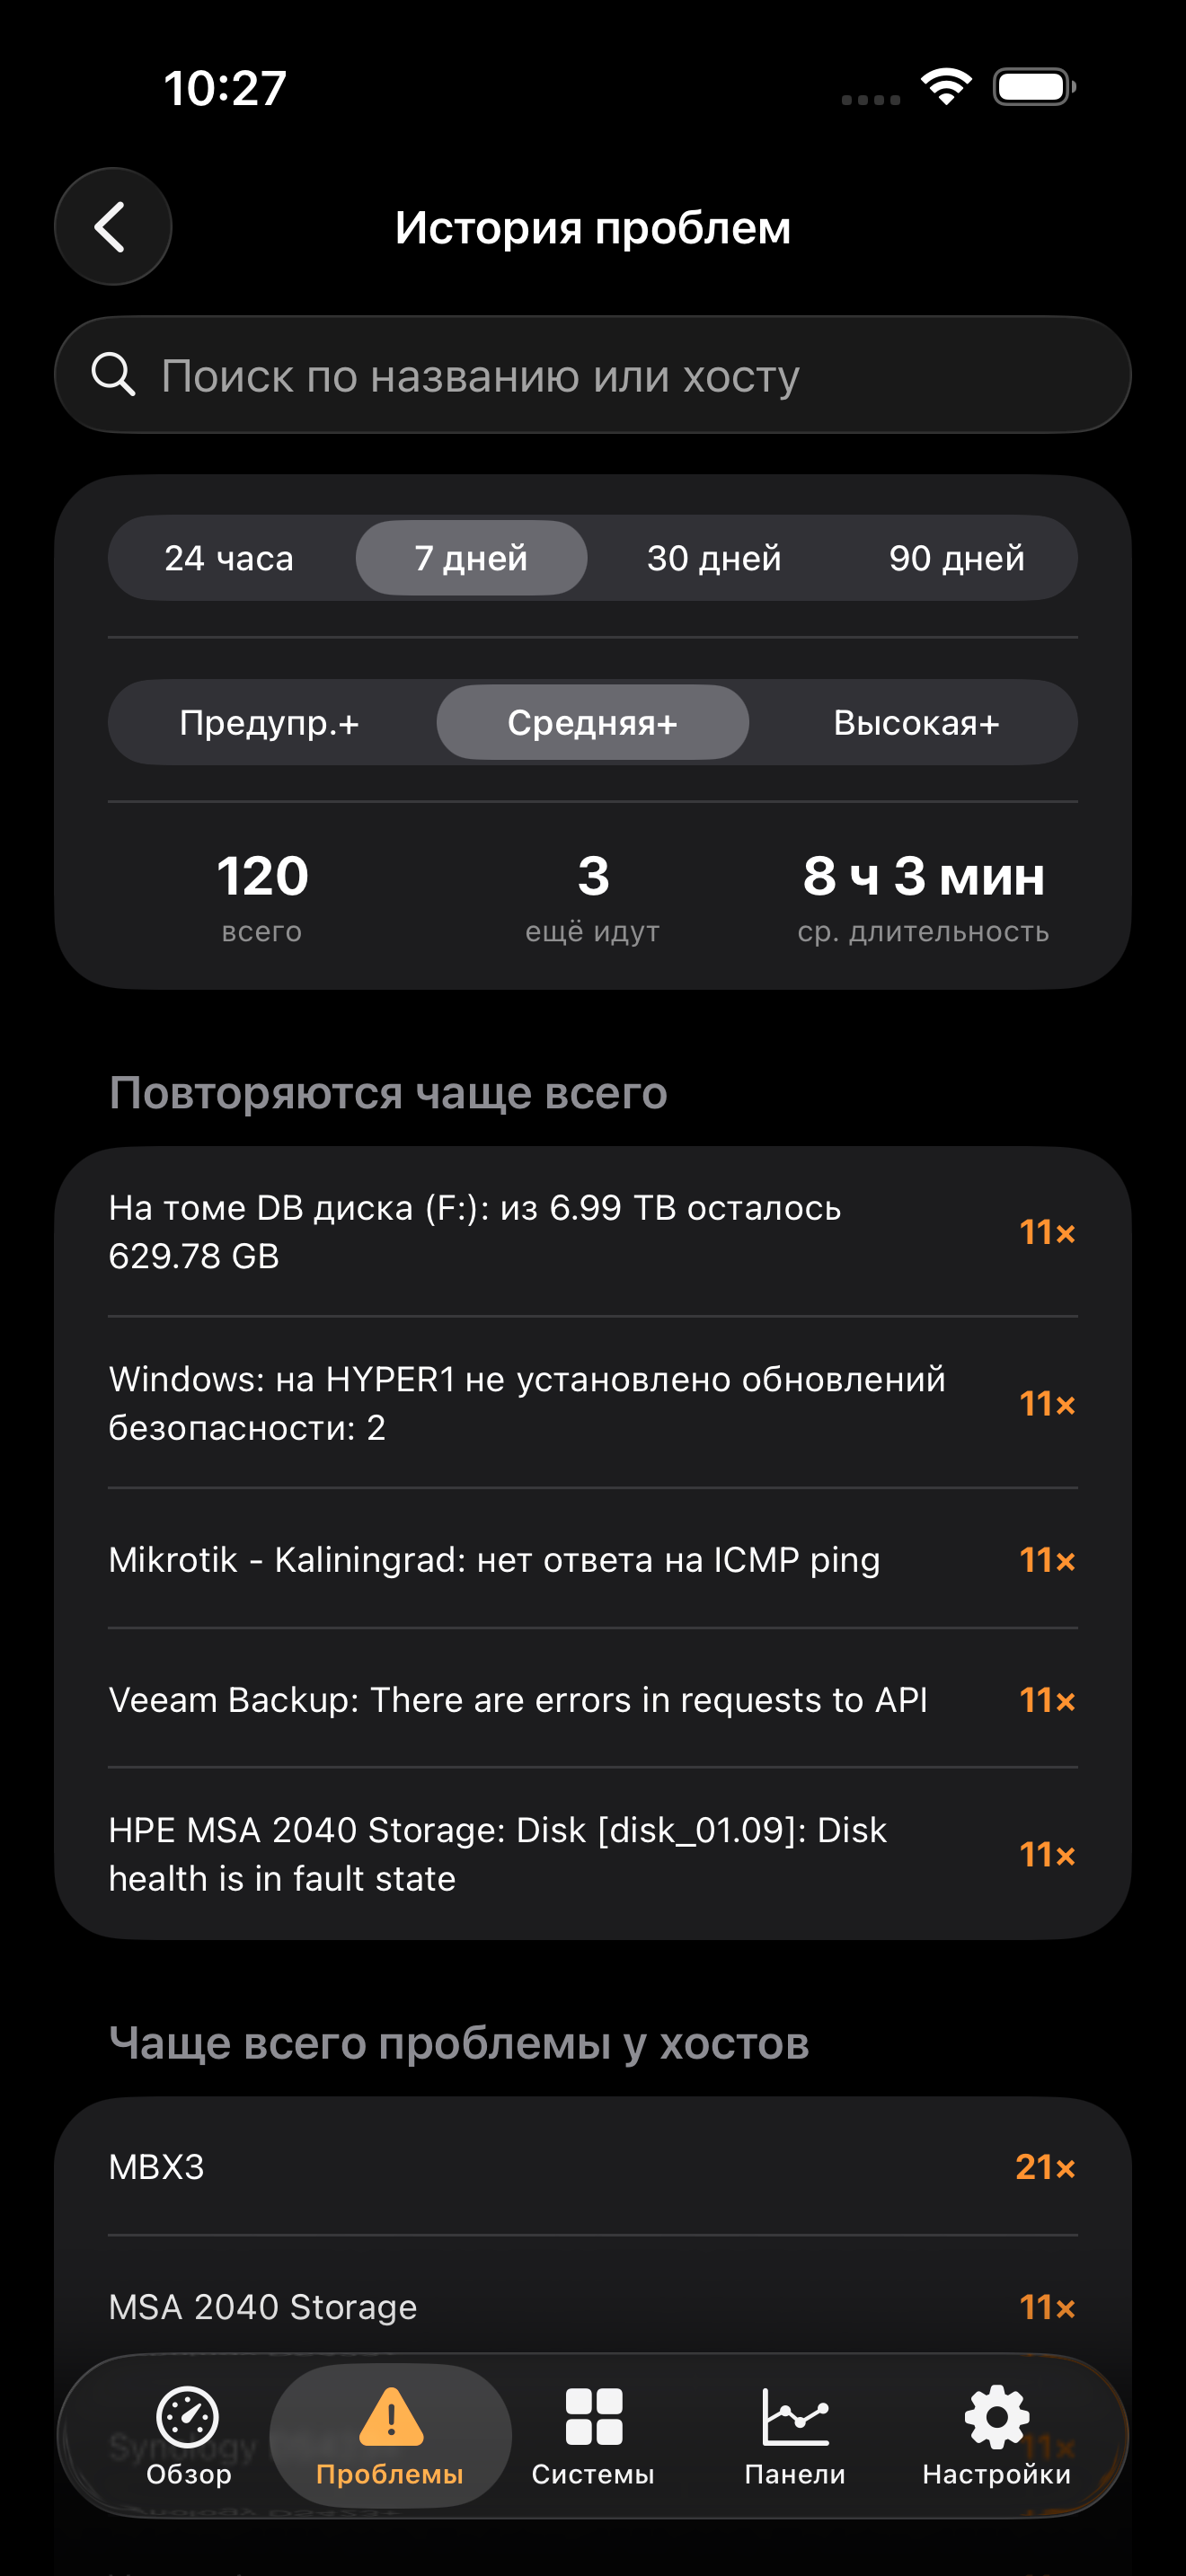 10:27
История проблем
Поиск по названию или хосту
24 часа 7 дней 30 дней 90 дней
Предупр.+ Средняя+ Высокая+
120 3 8 ч 3 мин
всего ещё идут ср. длительность
Повторяются чаще всего
На томе DB диска (F:): из 6.99 TB осталось
629.78 GB
11×
Windows: на HYPER1 не установлено обновлений
безопасности: 2
11×
Mikrotik - Kaliningrad: нет ответа на ICMP ping 11×
Veeam Backup: There are errors in requests to API 11×
HPE MSA 2040 Storage: Disk [disk_01.09]: Disk
health is in fault state
11×
Чаще всего проблемы у хостов
MBX3 21×
MSA 2040 Storage 11×
Synology 11×
Обзор Проблемы Системы Панели Настройки